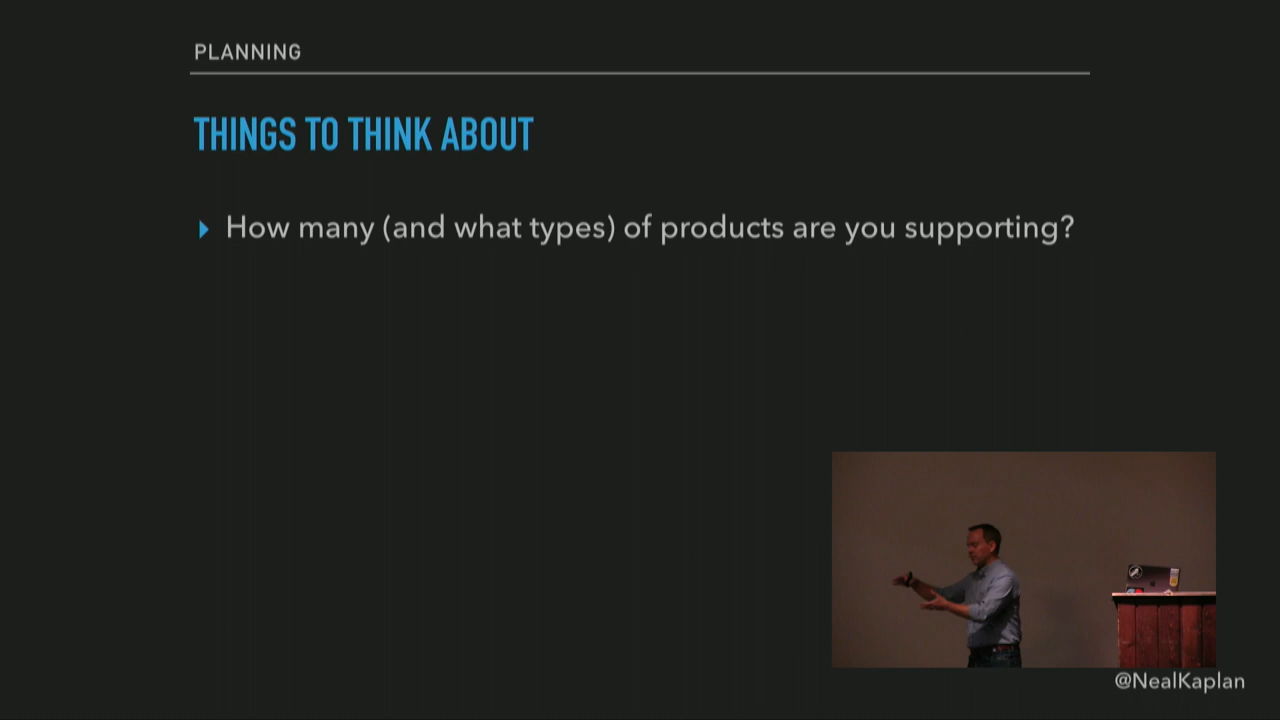 PLANNING
THINGS TO THINK ABOUT
How many (and what types) of products are you supporting?
@NealKaplan